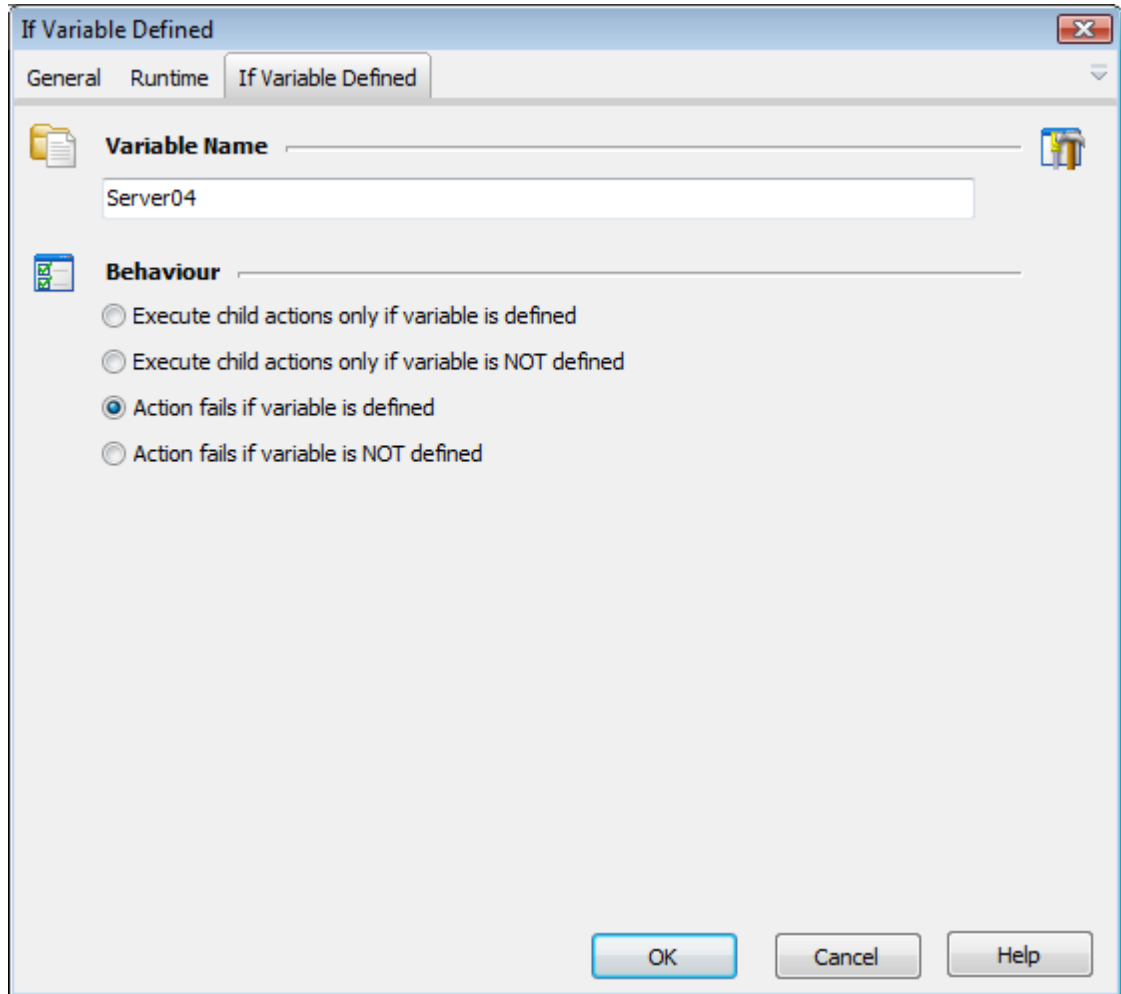 If Variable Defined
General Runtime If Variable Defined
Variable Name
Server04
Behaviour
Execute child actions only if variable is defined
Execute child actions only if variable is NOT defined
Action fails if variable is defined
Action fails if variable is NOT defined
OK Cancel Help